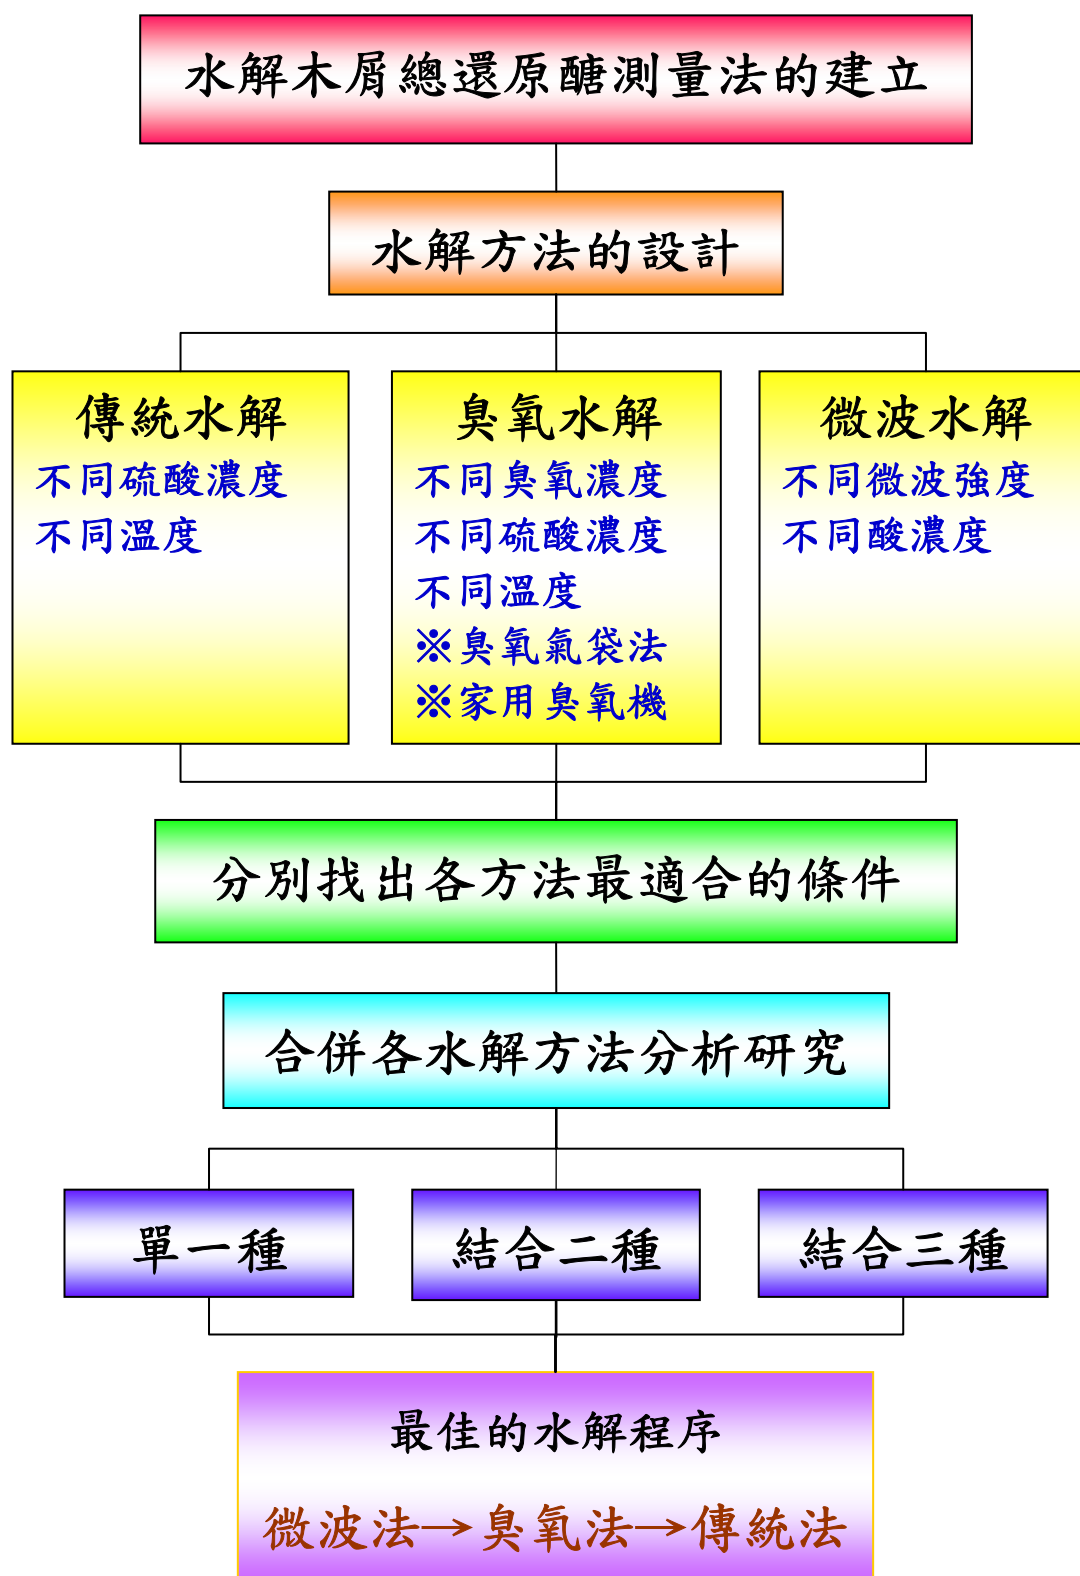 水解木屑總還原醣測量法的建立
水解方法的設計
傳統水解
不同硫酸濃度
不同溫度
臭氧水解
不同臭氧濃度
不同硫酸濃度
不同溫度
※臭氧氣袋法
※家用臭氧機
微波水解
不同微波強度
不同酸濃度
分別找出各方法最適合的條件
合併各水解方法分析研究
單一種
結合二種
結合三種
最佳的水解程序
微波法→臭氧法→傳統法